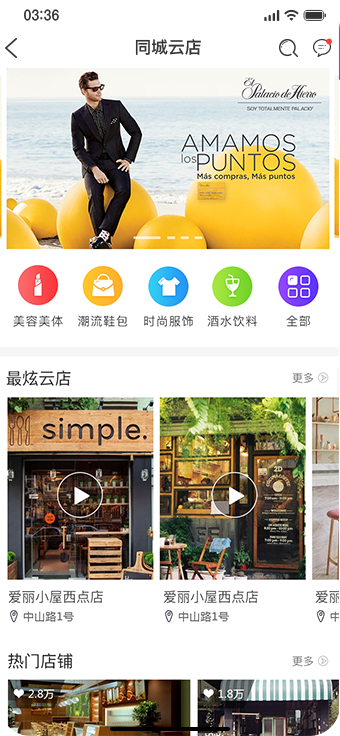 03:36
同城云店
El Palacio de Hierro
SOY TOTALMENTE PALACIO
AMAMOS
los PUNTOS
Más compras, Más puntos
美容美体
潮流鞋包
时尚服饰
酒水饮料
全部
最炫云店
更多
simple.
2D
爱丽小屋西点店
中山路1号
爱丽小屋西点店
中山路1号
爱
中
热门店铺
更多
2.8万
1.8万